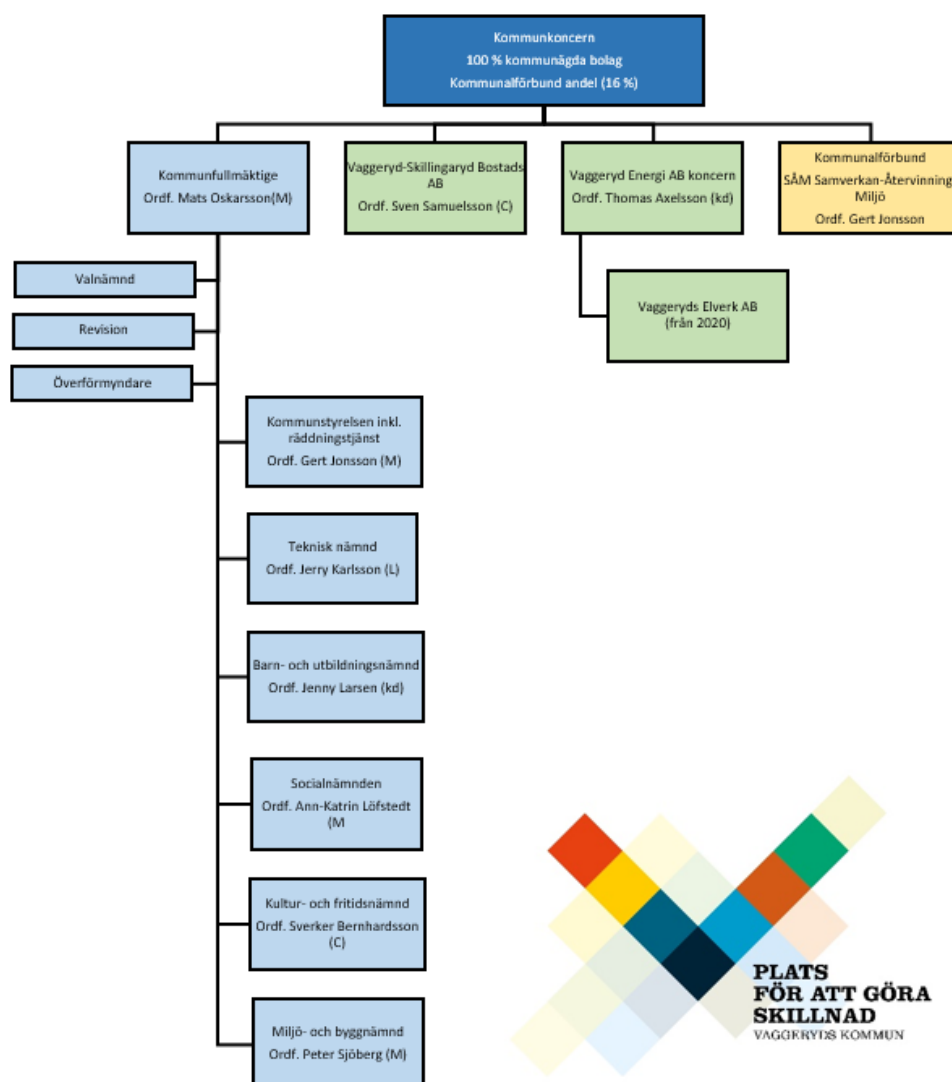 Kommunkoncern
100 % kommunägda bolag
Kommunalförbund andel (16 %)
Kommunfullmäktige
Ordf. Mats Oskarsson(M)
Vaggeryd-Skillingaryd Bostads
AB
Ordf. Sven Samuelsson (C)
Vaggeryd Energi AB koncern
Ordf. Thomas Axelsson (kd)
Kommunalförbund
SÅM Samverkan-Återvinning
Miljö
Ordf. Gert Jonsson
Valnämnd
Revision
Överförmyndare
Vaggeryds Elverk AB
(från 2020)
Kommunstyrelsen inkl.
räddningstjänst
Ordf. Gert Jonsson (M)
Teknisk nämnd
Ordf. Jerry Karlsson (L)
Barn- och utbildningsnämnd
Ordf. Jenny Larsen (kd)
Socialnämnden
Ordf. Ann-Katrin Löfstedt
(M
Kultur- och fritidsnämnd
Ordf. Sverker Bernhardsson
(C)
Miljö- och byggnämnd
Ordf. Peter Sjöberg (M)
PLATS
FÖR ATT GÖRA
SKILLNAD
VAGGERYDS KOMMUN